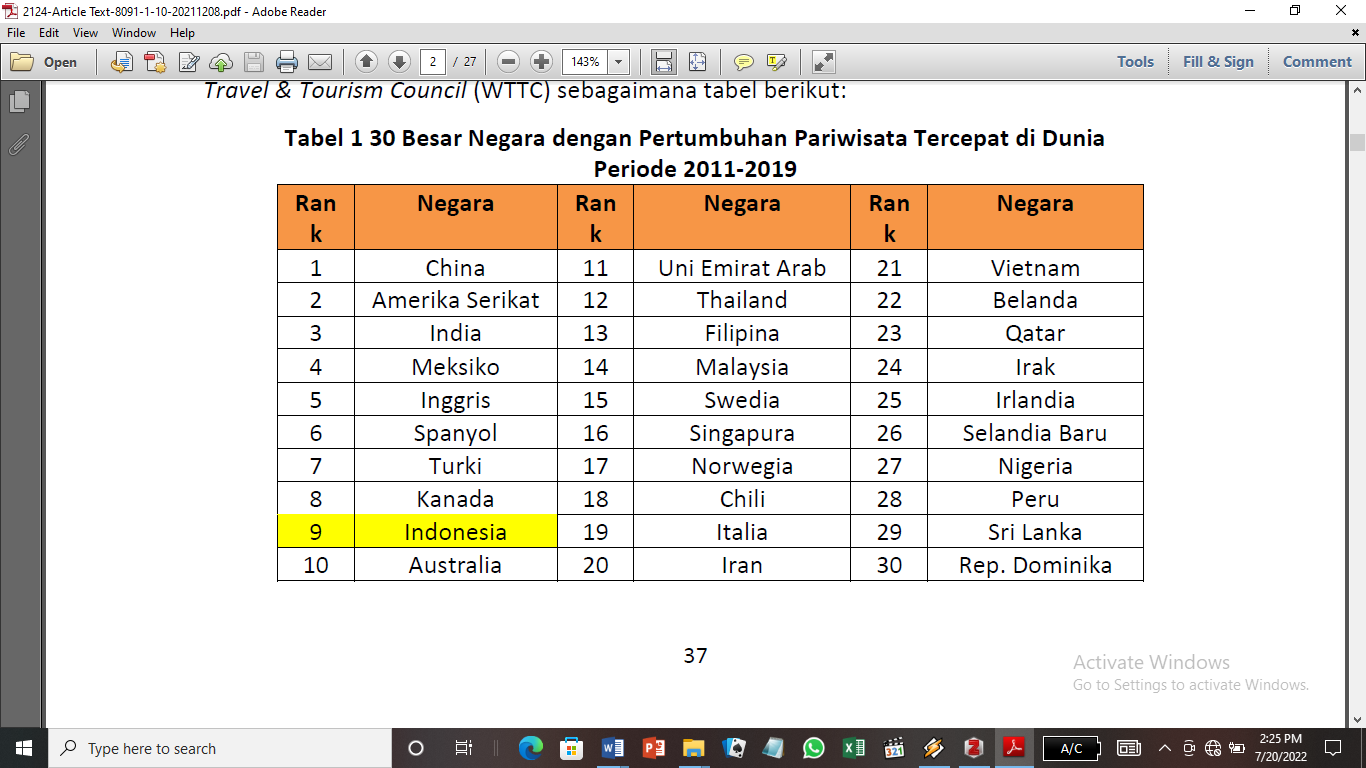 2124-Article Text-8091-1-10-20211208.pdf - Adobe Reader
File Edit View Window Help
Open 2 / 27 143% Tools Fill & Sign Comment
Travel & Tourism Council (WTTC) sebagaimana tabel berikut:
Tabel 1 30 Besar Negara dengan Pertumbuhan Pariwisata Tercepat di Dunia
Periode 2011-2019
Ran Negara Ran Negara Ran Negara
k k k
1 China 11 Uni Emirat Arab 21 Vietnam
2 Amerika Serikat 12 Thailand 22 Belanda
3 India 13 Filipina 23 Qatar
4 Meksiko 14 Malaysia 24 Irak
5 Inggris 15 Swedia 25 Irlandia
6 Spanyol 16 Singapura 26 Selandia Baru
7 Turki 17 Norwegia 27 Nigeria
8 Kanada 18 Chili 28 Peru
9 Indonesia 19 Italia 29 Sri Lanka
10 Australia 20 Iran 30 Rep. Dominika
37
Activate Windows
Go to Settings to activate Windows.
Type here to search 321 A/C 2:25 PM
7/20/2022